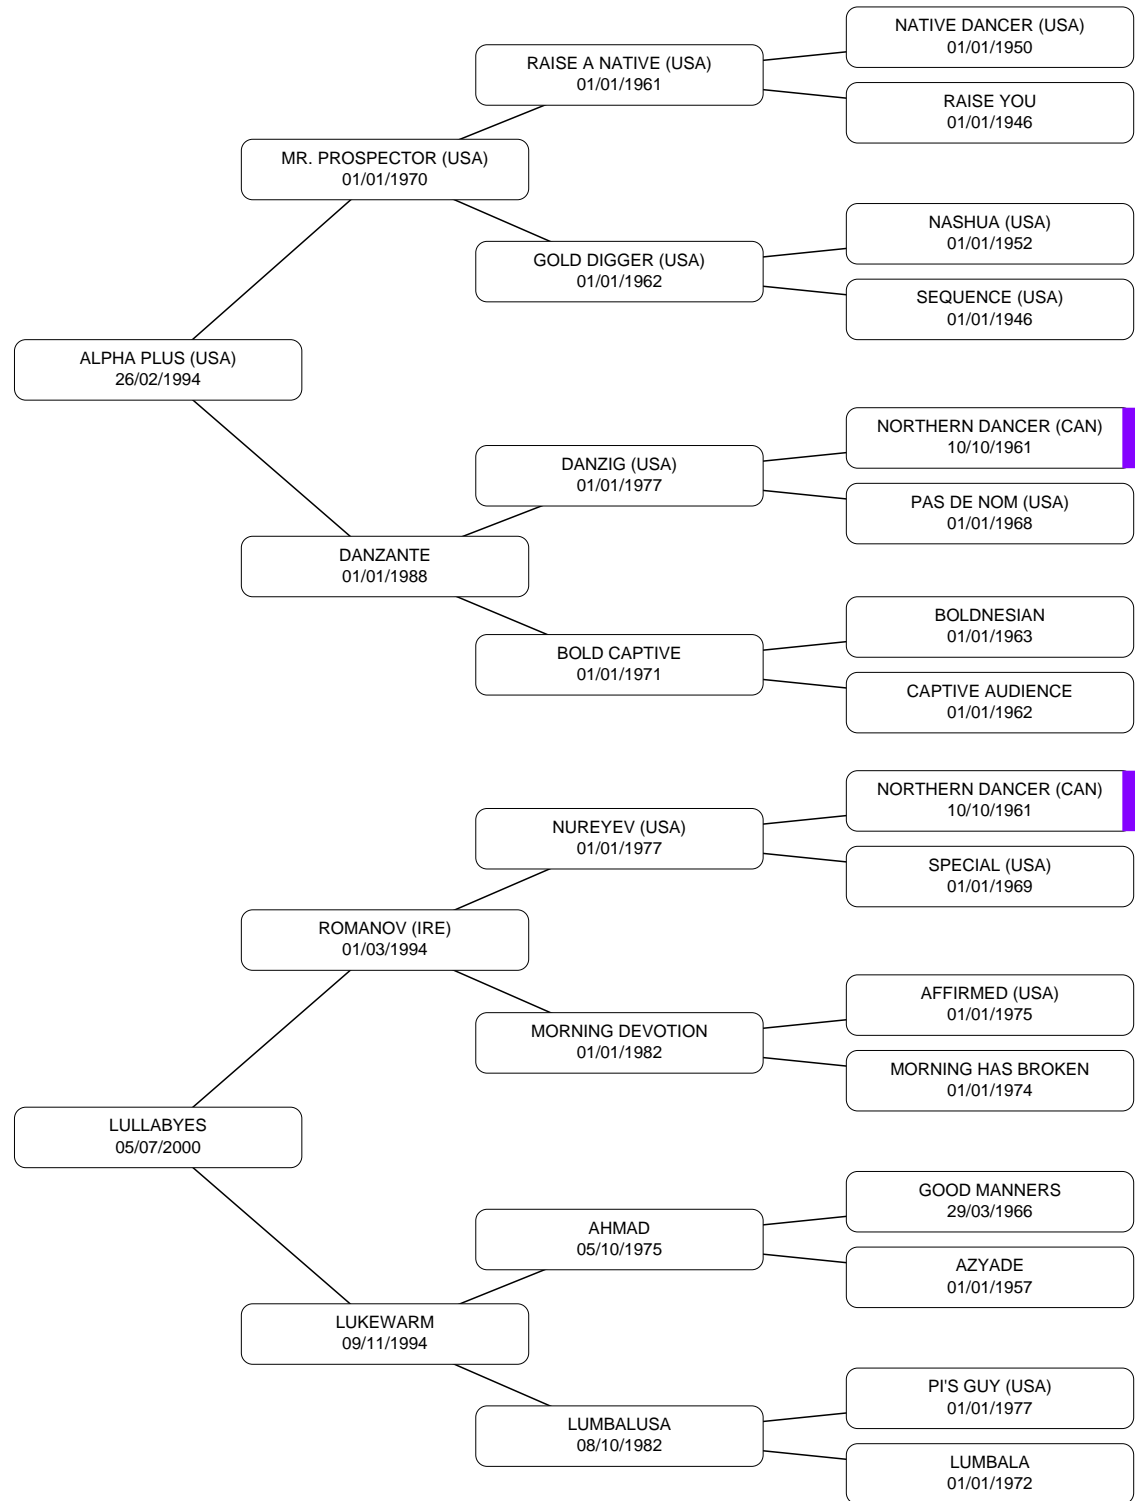 NATIVE DANCER (USA)
01/01/1950
RAISE A NATIVE (USA)
01/01/1961
RAISE YOU
01/01/1946
MR. PROSPECTOR (USA)
01/01/1970
NASHUA (USA)
01/01/1952
GOLD DIGGER (USA)
01/01/1962
SEQUENCE (USA)
01/01/1946
ALPHA PLUS (USA)
26/02/1994
NORTHERN DANCER (CAN)
10/10/1961
DANZIG (USA)
01/01/1977
PAS DE NOM (USA)
01/01/1968
DANZANTE
01/01/1988
BOLDNESIAN
01/01/1963
BOLD CAPTIVE
01/01/1971
CAPTIVE AUDIENCE
01/01/1962
NORTHERN DANCER (CAN)
10/10/1961
NUREYEV (USA)
01/01/1977
SPECIAL (USA)
01/01/1969
ROMANOV (IRE)
01/03/1994
AFFIRMED (USA)
01/01/1975
MORNING DEVOTION
01/01/1982
MORNING HAS BROKEN
01/01/1974
LULLABYES
05/07/2000
GOOD MANNERS
29/03/1966
AHMAD
05/10/1975
AZYADE
01/01/1957
LUKEWARM
09/11/1994
PI'S GUY (USA)
01/01/1977
LUMBALUSA
08/10/1982
LUMBALA
01/01/1972